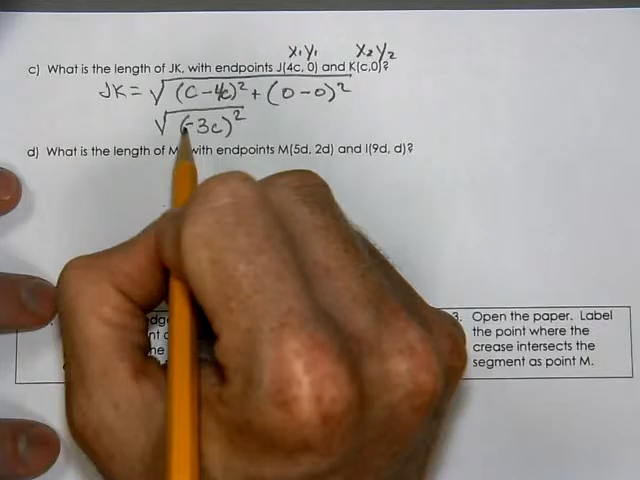 x₁ y₁ x₂ y₂
c) What is the length of JK, with endpoints J(4c, 0) and K(c,0)?
JK = √(c-4c)² + (0-0)²
√(-3c)²
d) What is the length of with endpoints M(5d, 2d) and I(9d, d)?
3. Open the paper. Label
the point where the
crease intersects the
segment as point M.